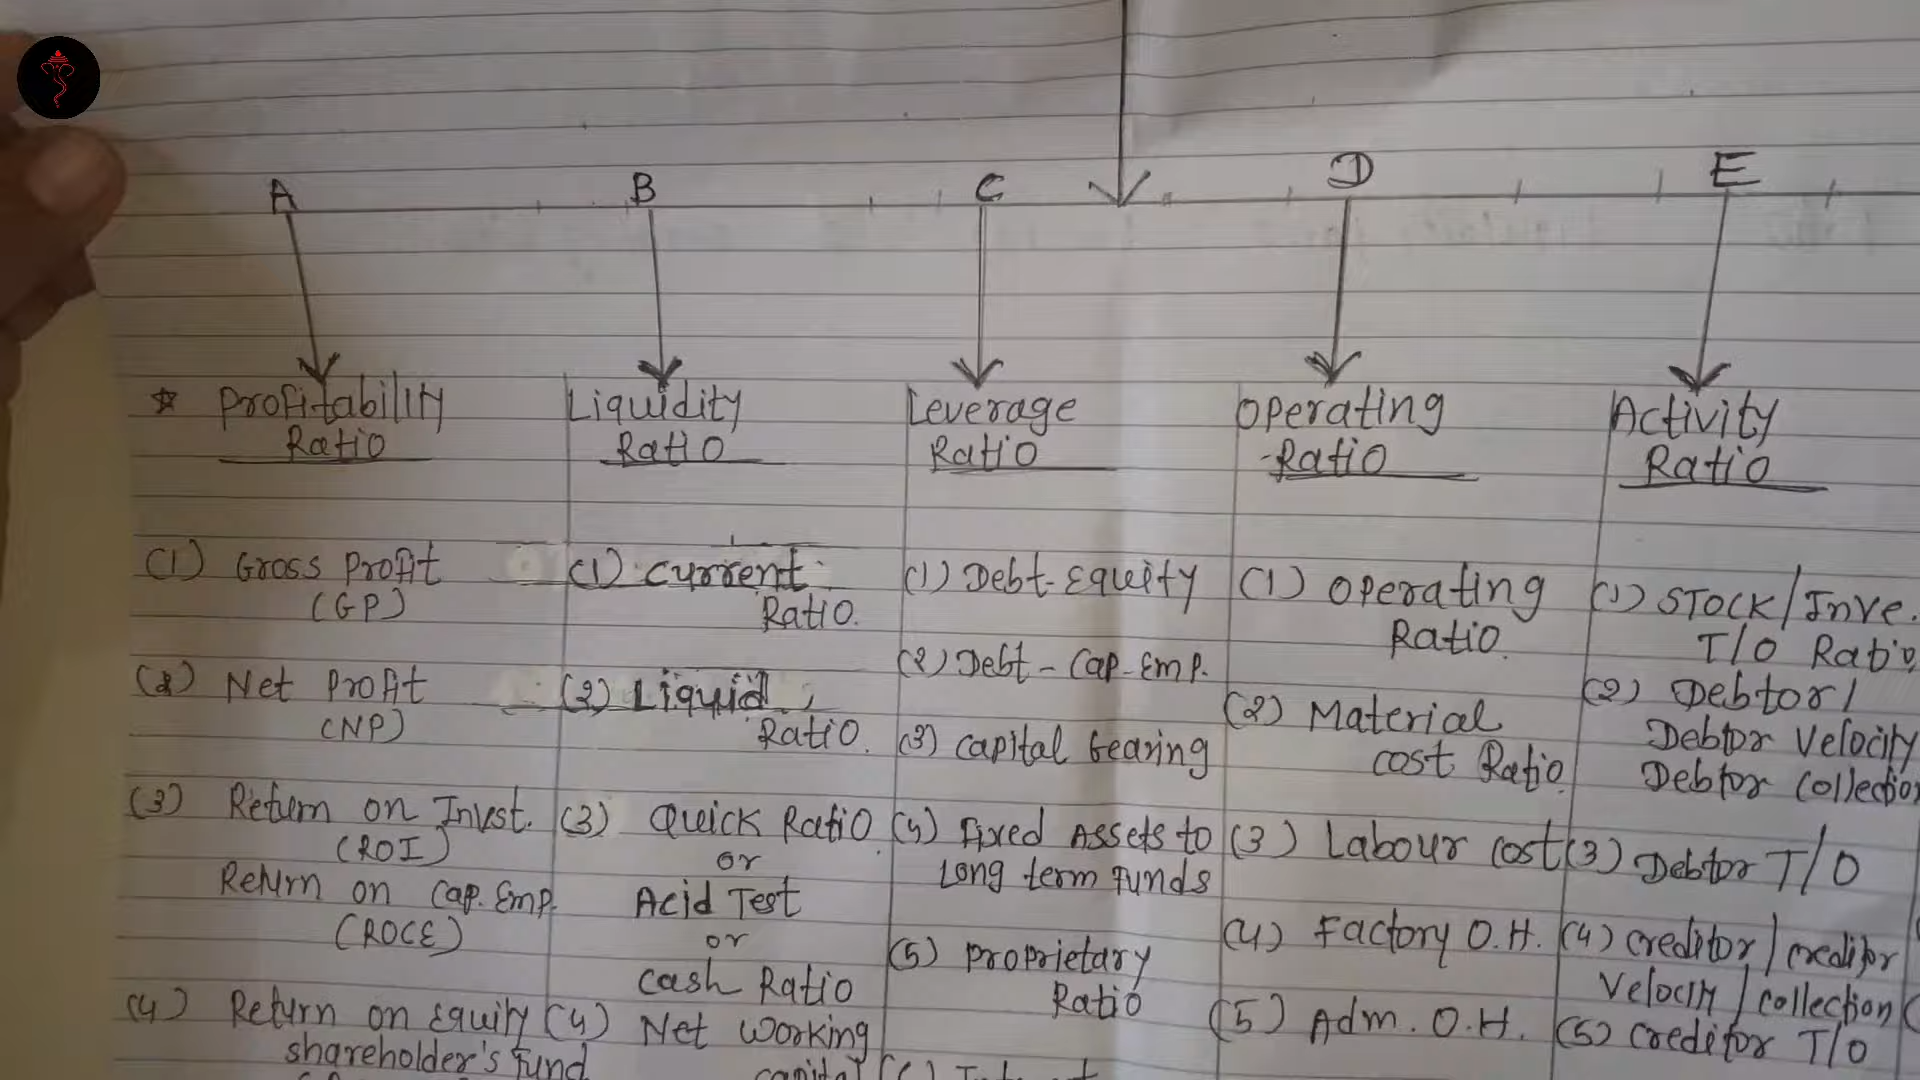 A
B
C
D
E
☆ Profitability
Ratio
Liquidity
Ratio
Leverage
Ratio
Operating
Ratio
Activity
Ratio
(1) Gross Profit
(GP)
(2) Net Profit
(NP)
(3) Return on Invst.
(ROI)
Return on Cap. Emp.
(ROCE)
(4) Return on Equity
shareholder's fund
(1) Current
Ratio.
(2) Liquid
Ratio.
(3) Quick Ratio
or
Acid Test
or
Cash Ratio
(4) Net Working
capital
(1) Debt-Equity
(2) Debt-Cap-Emp.
(3) Capital Gearing
(4) Fixed Assets to
Long term funds
(5) Proprietary
Ratio
(1) Operating
Ratio.
(2) Material
cost Ratio.
(3) Labour cost
(4) Factory O.H.
(5) Adm. O.H.
(1) Stock/Inve.
T/O Ratio
(2) Debtor/
Debtor Velocity
Debtor Collection
(3) Debtor T/O
(4) Creditor/creditor
Velocity/collection
(5) Creditor T/O